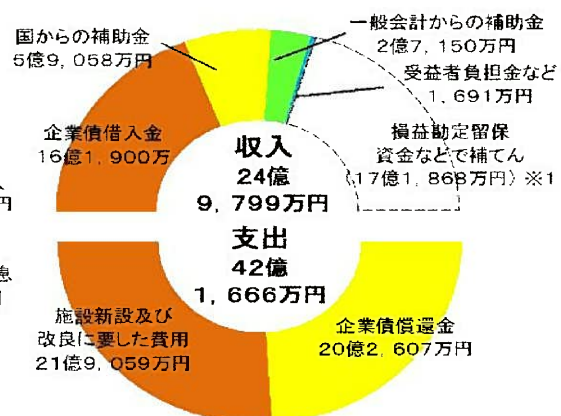 国からの補助金
5億9,058万円
一般会計からの補助金
2億7,150万円
受益者負担金など
1,691万円
企業債借入金
16億1,900万
損益勘定留保
資金などで補てん
(17億1,868万円)※1
収入
24億
9,799万円
支出
42億
1,666万円
円
施設新設及び
改良に要した費用
21億9,059万円
企業債償還金
20億2,607万円